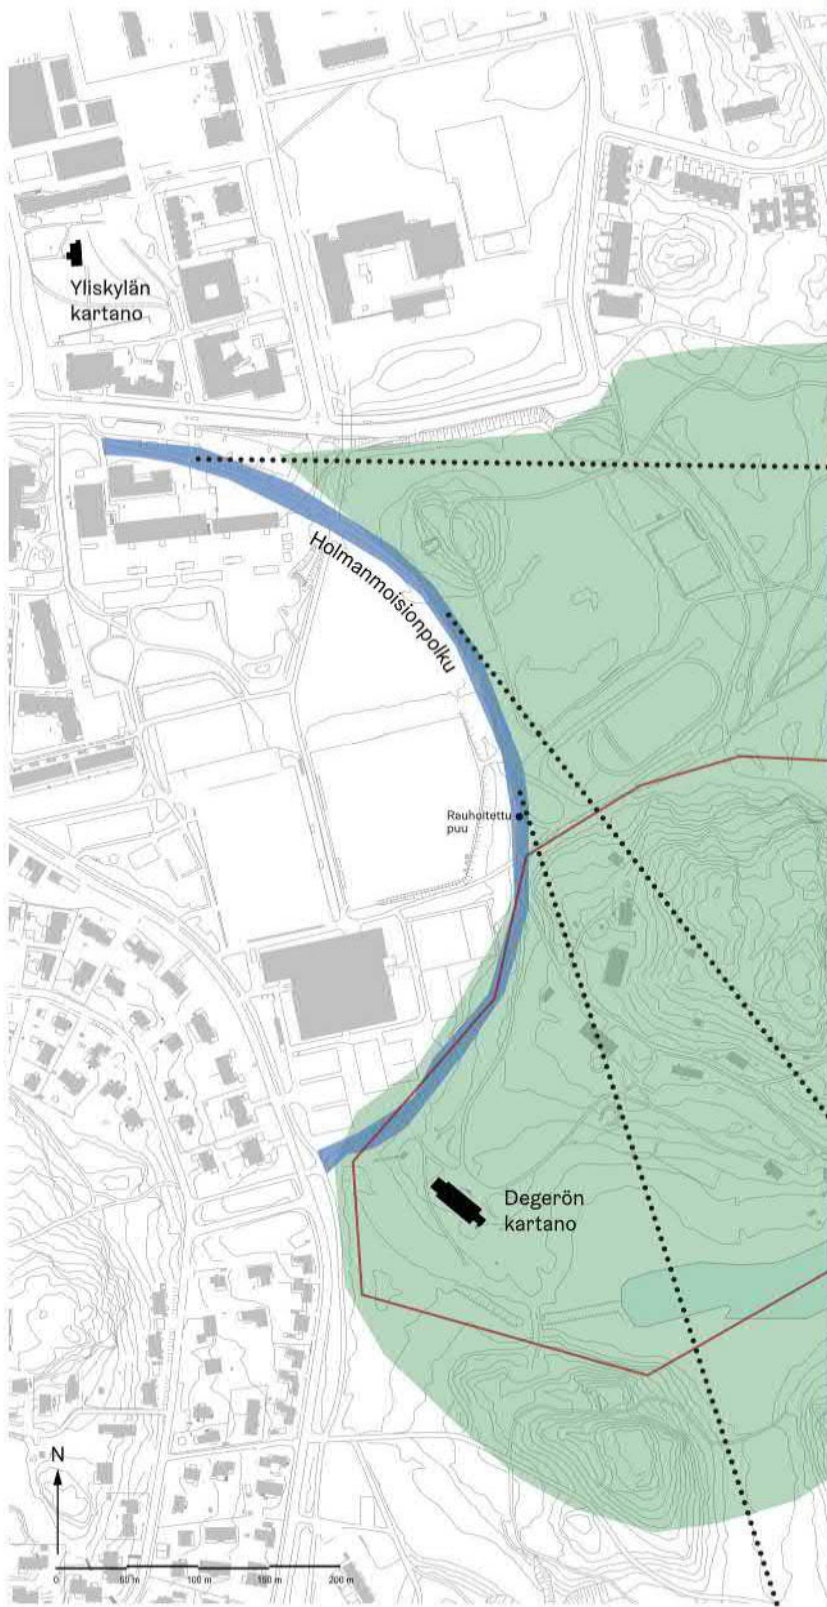 Yliskylän
kartano
Holmanmoisionpolku
Rauhoitettu
puu
Degerön
kartano
N
0 50 m 100 m 150 m 200 m